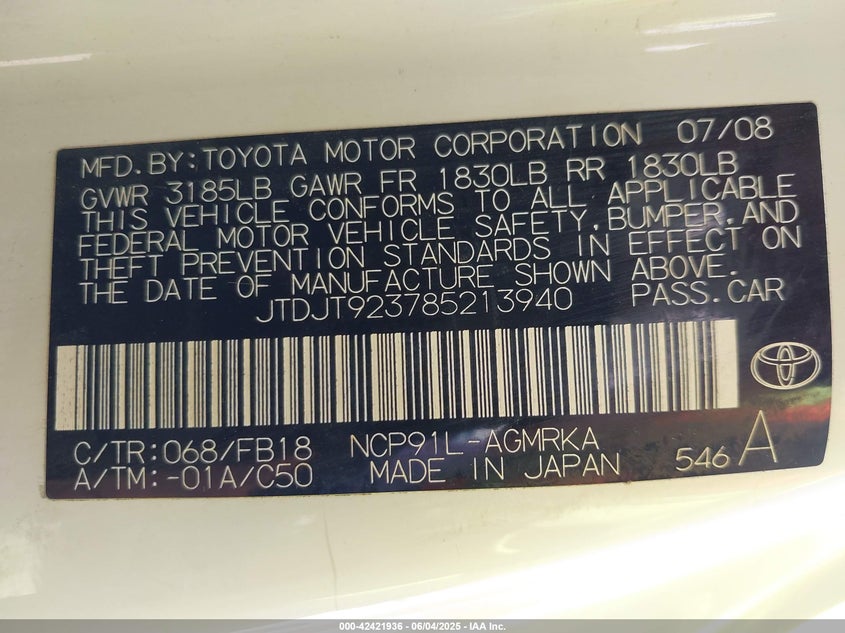 MFD.BY:TOYOTA MOTOR CORPORATION 07/08
GVWR 3185LB GAWR FR 1830LB RR 1830LB
THIS VEHICLE CONFORMS TO ALL APPLICABLE
FEDERAL MOTOR VEHICLE SAFETY,BUMPER,AND
THEFT PREVENTION STANDARDS IN EFFECT ON
THE DATE OF MANUFACTURE SHOWN ABOVE.
JTDJT923785213940 PASS.CAR
C/TR:068/FB18 NCP91L-AGMRKA
A/TM:-01A/C50 MADE IN JAPAN 546 A
000-42421936 - 06/04/2025 - IAA Inc.